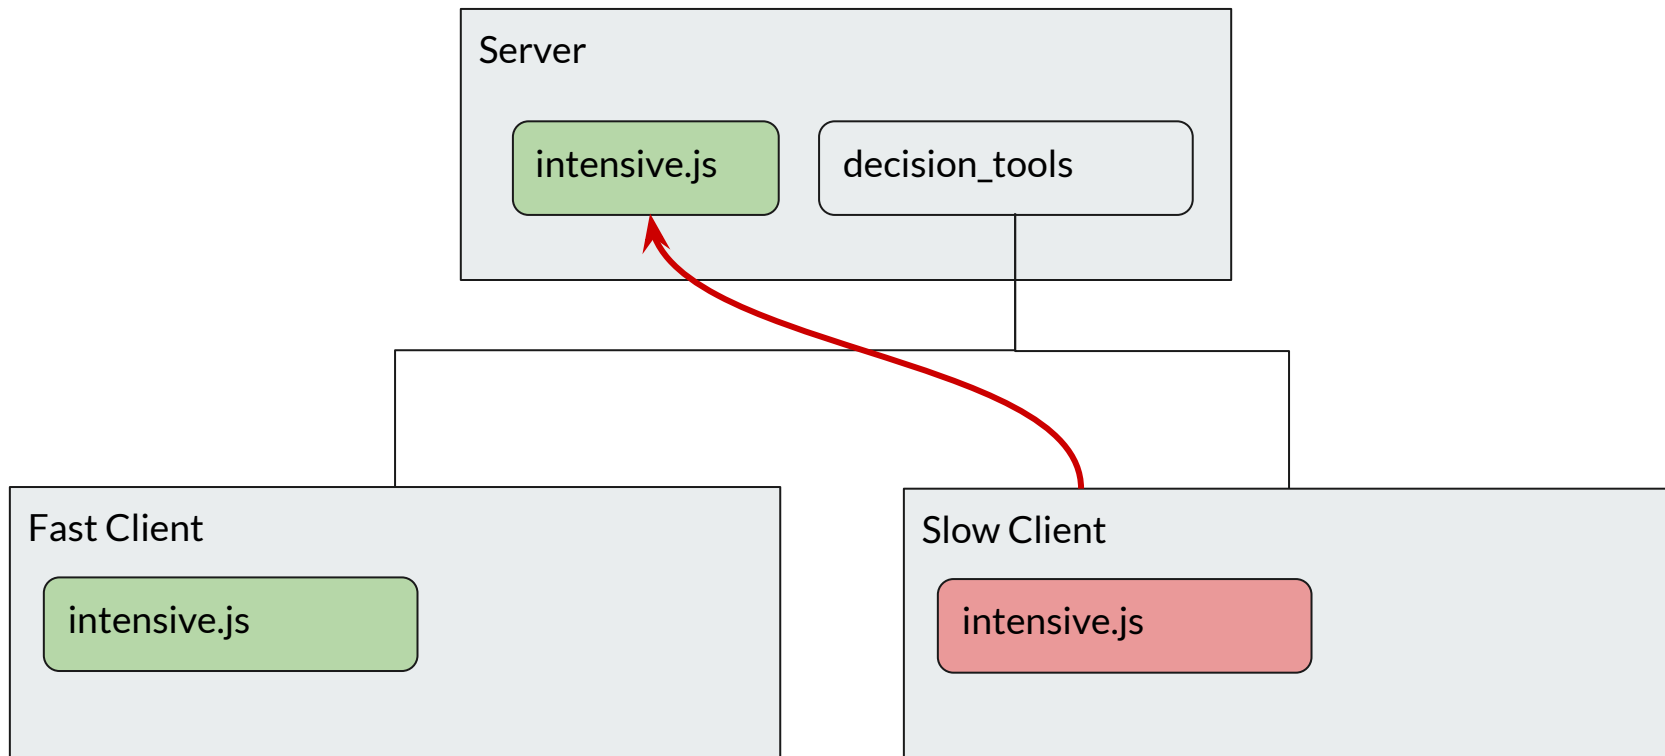 Server
intensive.js
decision_tools
Fast Client
intensive.js
Slow Client
intensive.js